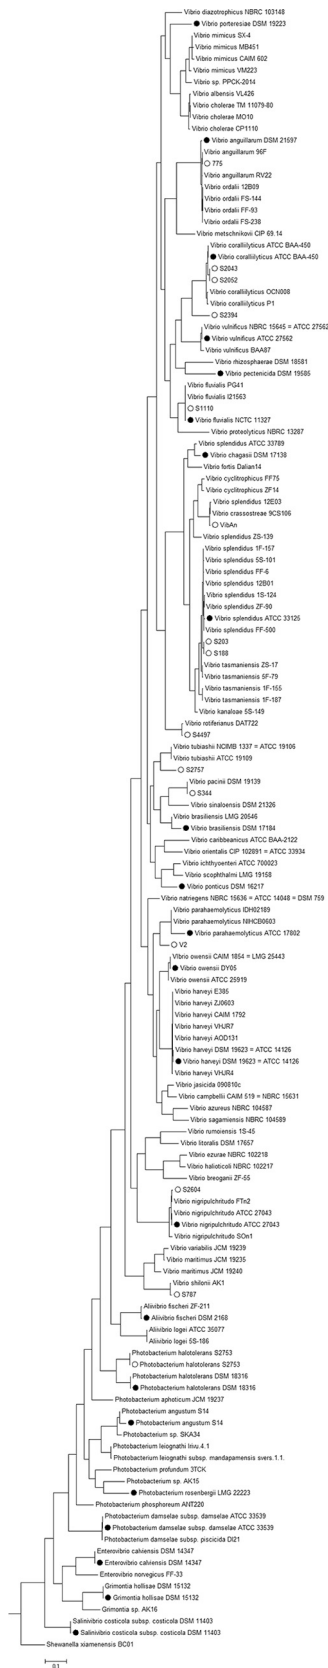 Vibrio diazotrophicus NBRC 103148
Vibrio porteresiae DSM 19223
Vibrio mimicus SX-4
Vibrio mimicus MB451
Vibrio mimicus CAIM 602
Vibrio mimicus VM223
Vibrio sp. PPCK-2014
Vibrio albensis VL426
Vibrio cholerae TM 11079-80
Vibrio cholerae MO10
Vibrio cholerae CP1110
Vibrio anguillarum DSM 21597
Vibrio anguillarum 96F
775
Vibrio anguillarum RV22
Vibrio ordalii 12B09
Vibrio ordalii FS-144
Vibrio ordalii FF-93
Vibrio ordalii FS-238
Vibrio metschnikovii CIP 69.14
Vibrio coralliilyticus ATCC BAA-450
Vibrio coralliilyticus ATCC BAA-450
S2043
S2052
Vibrio coralliilyticus OCN008
Vibrio coralliilyticus P1
S2394
Vibrio vulnificus NBRC 15645 = ATCC 27562
Vibrio vulnificus ATCC 27562
Vibrio vulnificus BAA87
Vibrio rhizosphaerae DSM 18581
Vibrio pectenicida DSM 19585
Vibrio fluvialis PG41
Vibrio fluvialis I21563
S1110
Vibrio fluvialis NCTC 11327
Vibrio proteolyticus NBRC 13287
Vibrio splendidus ATCC 33789
Vibrio chagasii DSM 17138
Vibrio fortis Dalian14
Vibrio cyclitrophicus FF75
Vibrio cyclitrophicus ZF14
Vibrio splendidus 12E03
Vibrio crassostreae 9CS106
VibAn
Vibrio splendidus ZS-139
Vibrio splendidus 1F-157
Vibrio splendidus 5S-101
Vibrio splendidus FF-6
Vibrio splendidus 12B01
Vibrio splendidus 1S-124
Vibrio splendidus ZF-90
Vibrio splendidus ATCC 33125
Vibrio splendidus FF-500
S203
S188
Vibrio tasmaniensis ZS-17
Vibrio tasmaniensis 5F-79
Vibrio tasmaniensis 1F-155
Vibrio tasmaniensis 1F-187
Vibrio kanaloae 5S-149
Vibrio rotiferianus DAT722
S4497
Vibrio tubiashii NCIMB 1337 = ATCC 19106
Vibrio tubiashii ATCC 19109
S2757
Vibrio pacinii DSM 19139
S344
Vibrio sinaloensis DSM 21326
Vibrio brasiliensis LMG 20546
Vibrio brasiliensis DSM 17184
Vibrio caribbeanicus ATCC BAA-2122
Vibrio orientalis CIP 102891 = ATCC 33934
Vibrio ichthyoenteri ATCC 700023
Vibrio scophthalmi LMG 19158
Vibrio ponticus DSM 16217
Vibrio natriegens NBRC 15636 = ATCC 14048 = DSM 759
Vibrio parahaemolyticus IDH02189
Vibrio parahaemolyticus NIHCB0603
Vibrio parahaemolyticus ATCC 17802
V2
Vibrio owensii CAIM 1854 = LMG 25443
Vibrio owensii DY05
Vibrio owensii ATCC 25919
Vibrio harveyi E385
Vibrio harveyi ZJ0603
Vibrio harveyi CAIM 1792
Vibrio harveyi VHJR7
Vibrio harveyi AOD131
Vibrio harveyi DSM 19623 = ATCC 14126
Vibrio harveyi DSM 19623 = ATCC 14126
Vibrio harveyi VHJR4
Vibrio jasicida 090810c
Vibrio campbellii CAIM 519 = NBRC 15631
Vibrio azureus NBRC 104587
Vibrio sagamiensis NBRC 104589
Vibrio rumoiensis 1S-45
Vibrio litoralis DSM 17657
Vibrio ezurae NBRC 102218
Vibrio halioticoli NBRC 102217
Vibrio breoganii ZF-55
S2604
Vibrio nigripulchritudo FTn2
Vibrio nigripulchritudo ATCC 27043
Vibrio nigripulchritudo ATCC 27043
Vibrio nigripulchritudo SOn1
Vibrio variabilis JCM 19239
Vibrio maritimus JCM 19235
Vibrio maritimus JCM 19240
Vibrio shilonii AK1
S787
Aliivibrio fischeri ZF-211
Aliivibrio fischeri DSM 2168
Aliivibrio logei ATCC 35077
Aliivibrio logei 5S-186
Photobacterium halotolerans S2753
Photobacterium halotolerans S2753
Photobacterium halotolerans DSM 18316
Photobacterium halotolerans DSM 18316
Photobacterium aphoticum JCM 19237
Photobacterium angustum S14
Photobacterium angustum S14
Photobacterium sp. SKA34
Photobacterium leiognathi lrivu.4.1
Photobacterium leiognathi subsp. mandapamensis svers.1.1.
Photobacterium profundum 3TCK
Photobacterium sp. AK15
Photobacterium rosenbergii LMG 22223
Photobacterium phosphoreum ANT220
Photobacterium damselae subsp. damselae ATCC 33539
Photobacterium damselae subsp. damselae ATCC 33539
Photobacterium damselae subsp. piscicida DI21
Enterovibrio calviensis DSM 14347
Enterovibrio calviensis DSM 14347
Enterovibrio norvegicus FF-33
Grimontia hollisae DSM 15132
Grimontia hollisae DSM 15132
Grimontia sp. AK16
Salinivibrio costicola subsp. costicola DSM 11403
Salinivibrio costicola subsp. costicola DSM 11403
Shewanella xiamenensis BC01
0.1